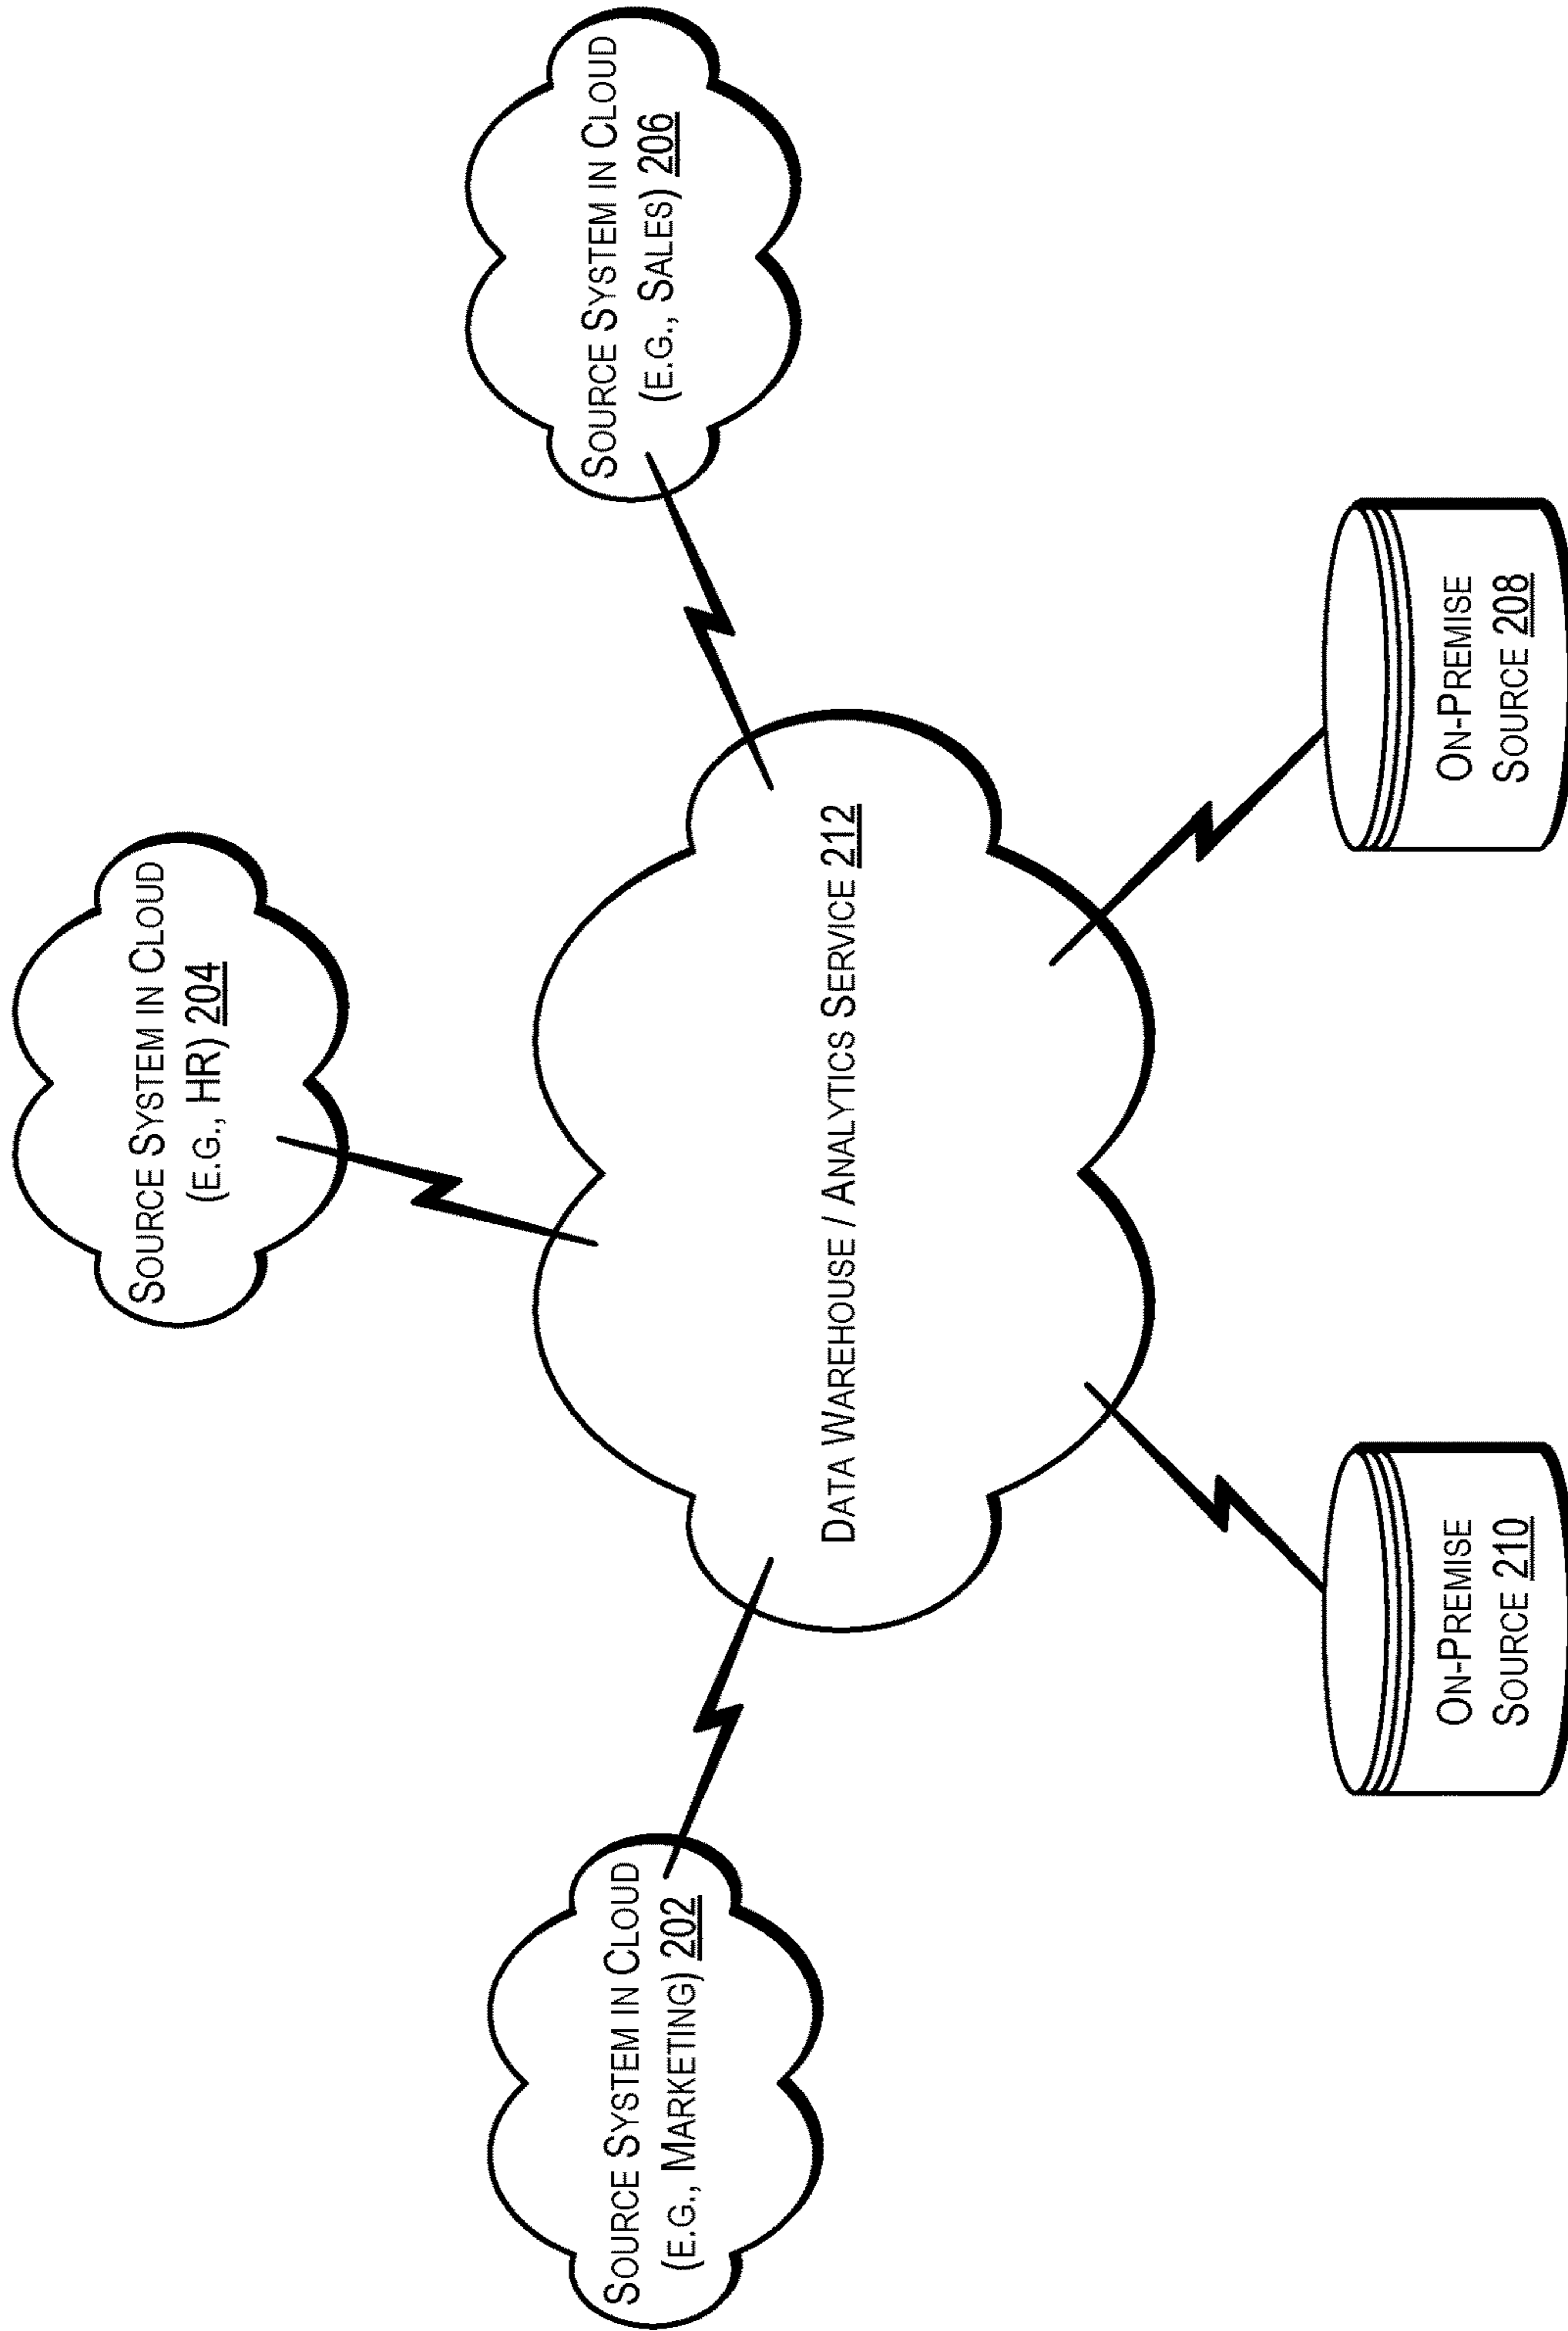 SOURCE SYSTEM IN CLOUD
(E.G., HR) 204
SOURCE SYSTEM IN CLOUD
(E.G., MARKETING) 202
SOURCE SYSTEM IN CLOUD
(E.G., SALES) 206
DATA WAREHOUSE / ANALYTICS SERVICE 212
ON-PREMISE
SOURCE 210
ON-PREMISE
SOURCE 208